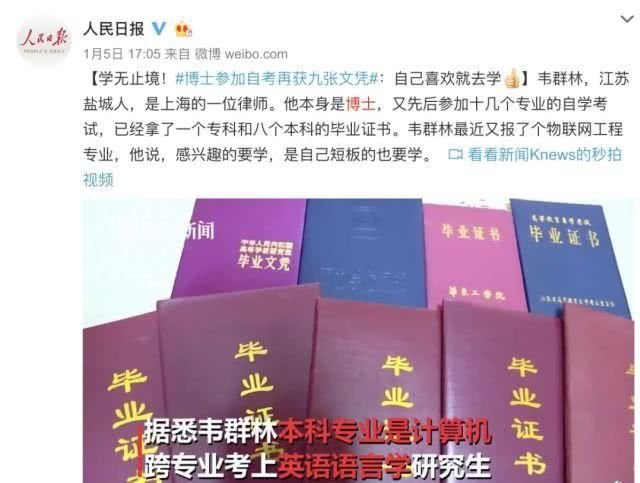 人民日报
人民日报
PEOPLE'S DAILY
1月5日 17:05 来自 微博 weibo.com
【学无止境！#博士参加自考再获九张文凭#：自己喜欢就去学👍】韦群林，江苏
盐城人，是上海的一位律师。他本身是博士，又先后参加十几个专业的自学考
试，已经拿了一个专科和八个本科的毕业证书。韦群林最近又报了个物联网工程
专业，他说，感兴趣的要学，是自己短板的也要学。 看看新闻Knews的秒拍
视频
新闻
中华人民共和国
高等学校研究生
毕业文凭
毕业证书
华东工学院
高等教育自学考试
毕业证书
毕业证书
毕业证书
毕业证书
毕业证书
毕业证书
据悉韦群林本科专业是计算机
跨专业考上英语语言学研究生